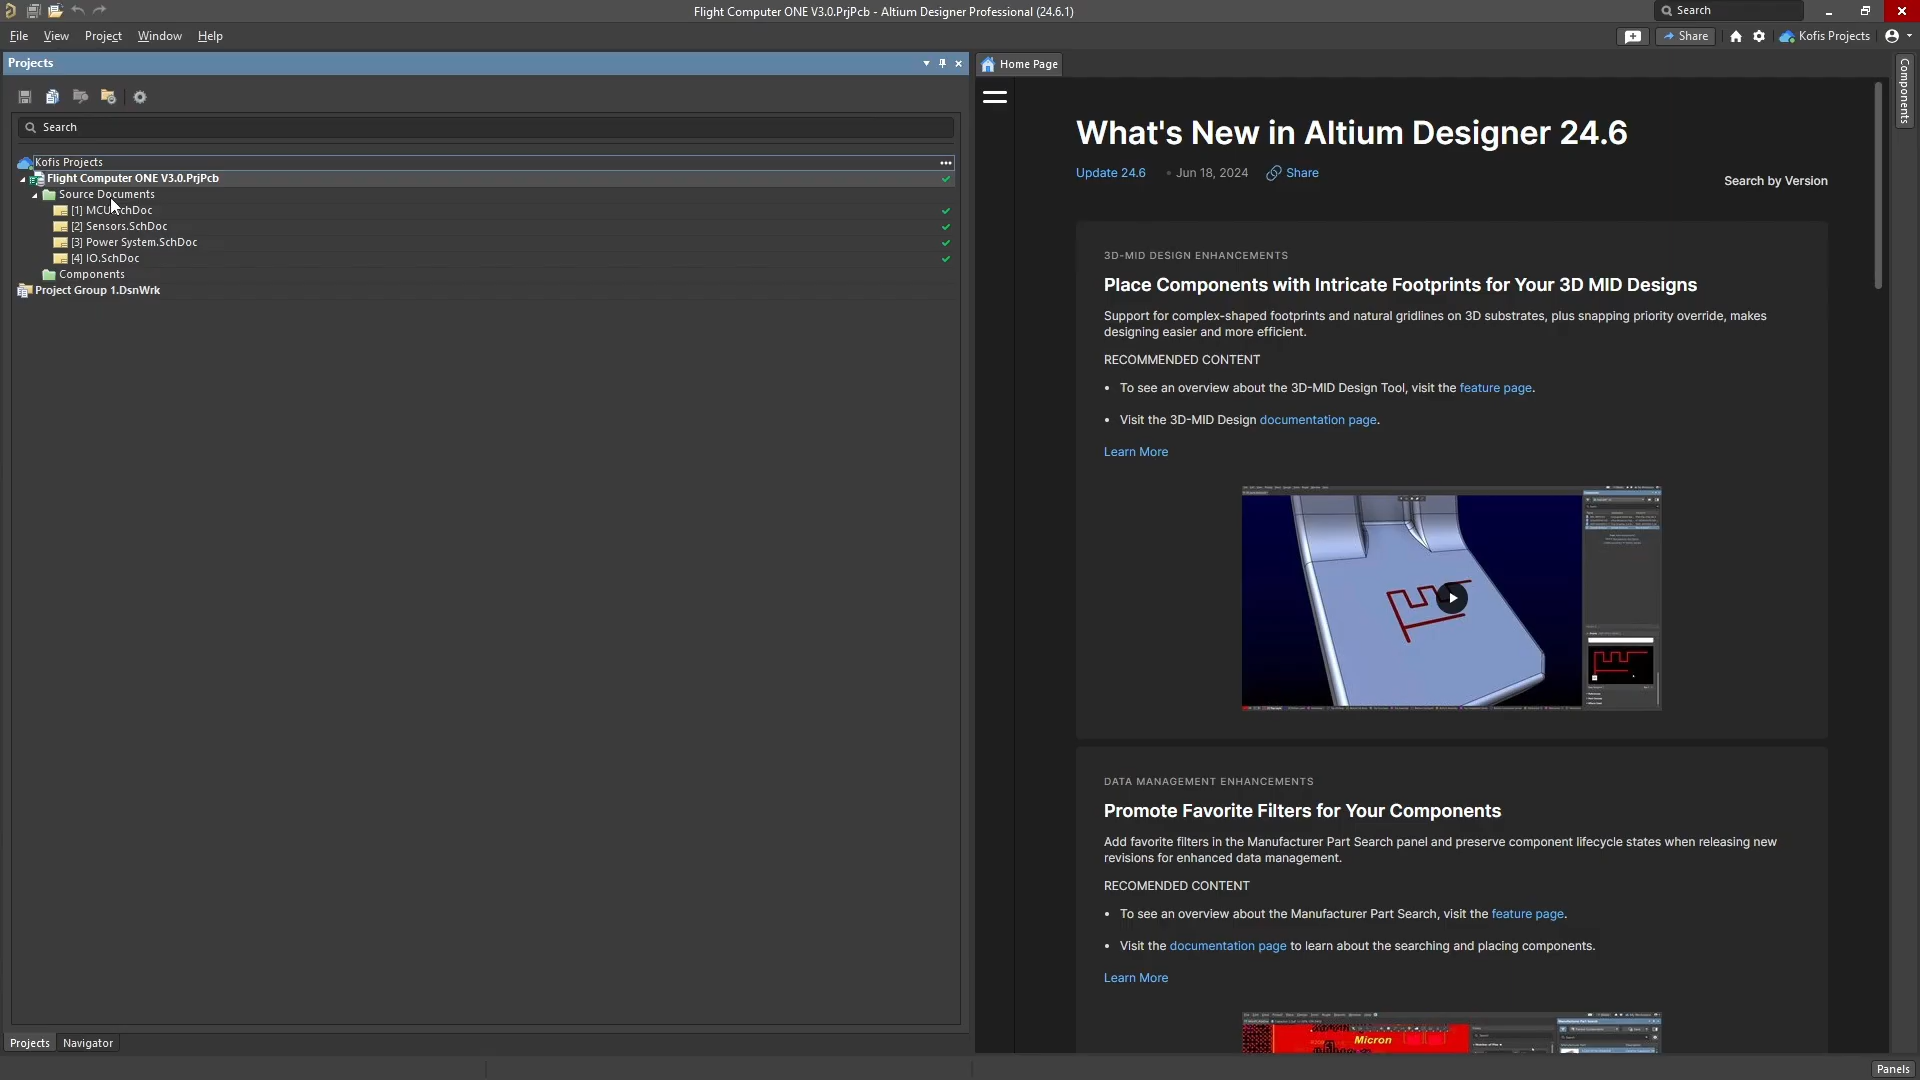 Flight Computer ONE V3.0.PrjPcb - Altium Designer Professional (24.6.1)
Search
File View Project Window Help
Share
Kofis Projects
Projects
Home Page
Components
Search
Kofis Projects
Flight Computer ONE V3.0.PrjPcb
Source Documents
[1] MCU.SchDoc
[2] Sensors.SchDoc
[3] Power System.SchDoc
[4] IO.SchDoc
Components
Project Group 1.DsnWrk
What's New in Altium Designer 24.6
Update 24.6 • Jun 18, 2024 Share
Search by Version
3D-MID DESIGN ENHANCEMENTS
Place Components with Intricate Footprints for Your 3D MID Designs
Support for complex-shaped footprints and natural gridlines on 3D substrates, plus snapping priority override, makes
designing easier and more efficient.
RECOMMENDED CONTENT
• To see an overview about the 3D-MID Design Tool, visit the feature page.
• Visit the 3D-MID Design documentation page.
Learn More
DATA MANAGEMENT ENHANCEMENTS
Promote Favorite Filters for Your Components
Add favorite filters in the Manufacturer Part Search panel and preserve component lifecycle states when releasing new
revisions for enhanced data management.
RECOMENDED CONTENT
• To see an overview about the Manufacturer Part Search, visit the feature page.
• Visit the documentation page to learn about the searching and placing components.
Learn More
Micron
Projects Navigator
Panels